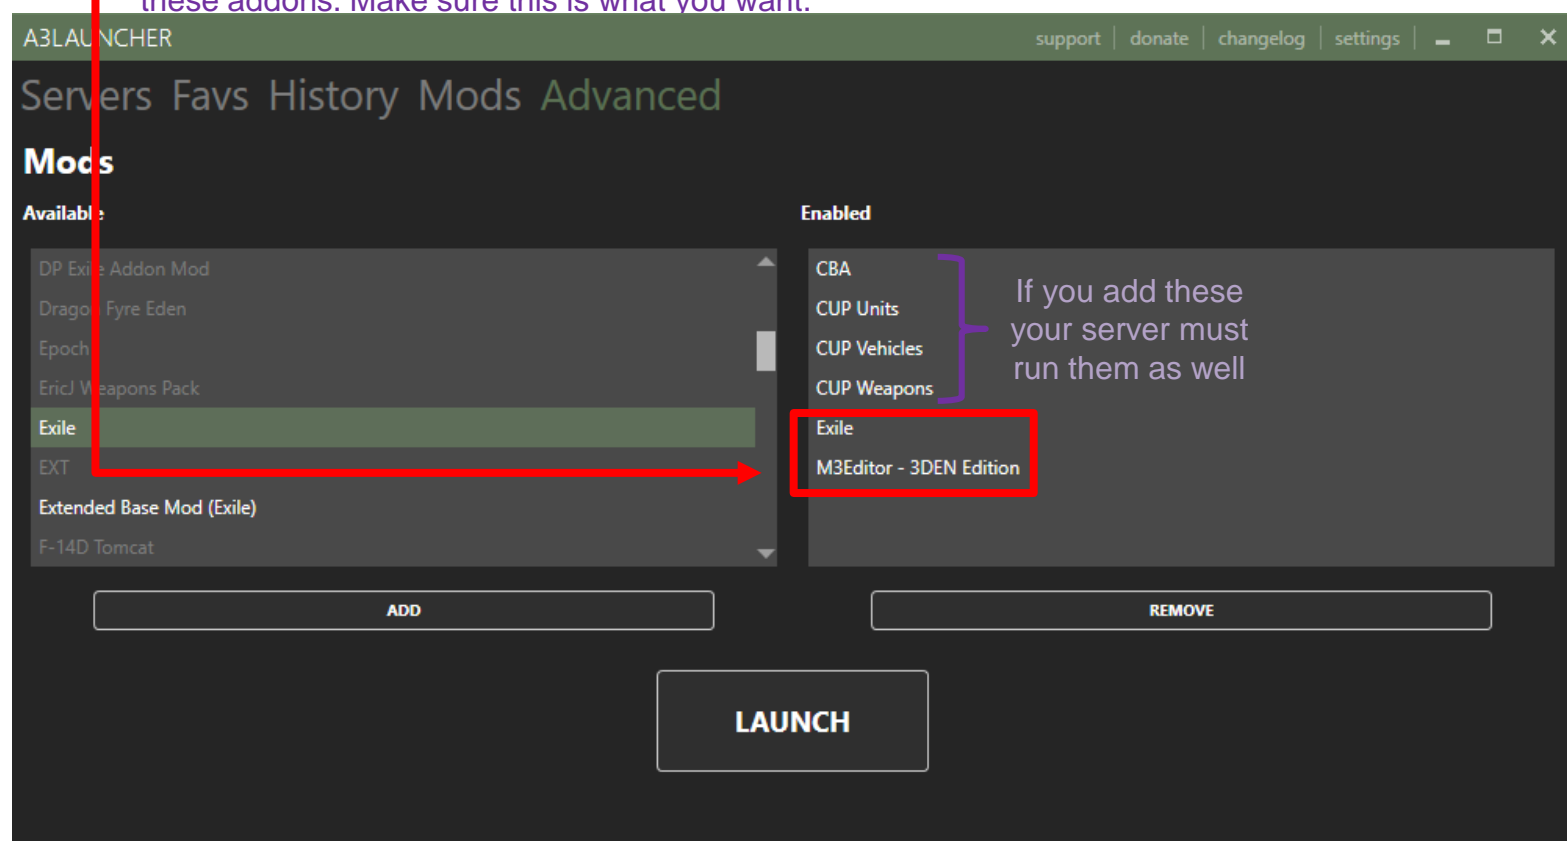 these addons. Make sure this is what you want.
A3LAUNCHER
support | donate | changelog | settings
Servers Favs History Mods Advanced
Mods
Available
Enabled
DP Exile Addon Mod
Dragon Fyre Eden
Epoch
EricJ Weapons Pack
Exile
EXT
Extended Base Mod (Exile)
F-14D Tomcat
CBA
CUP Units
CUP Vehicles
CUP Weapons
Exile
M3Editor - 3DEN Edition
If you add these
your server must
run them as well
ADD
REMOVE
LAUNCH